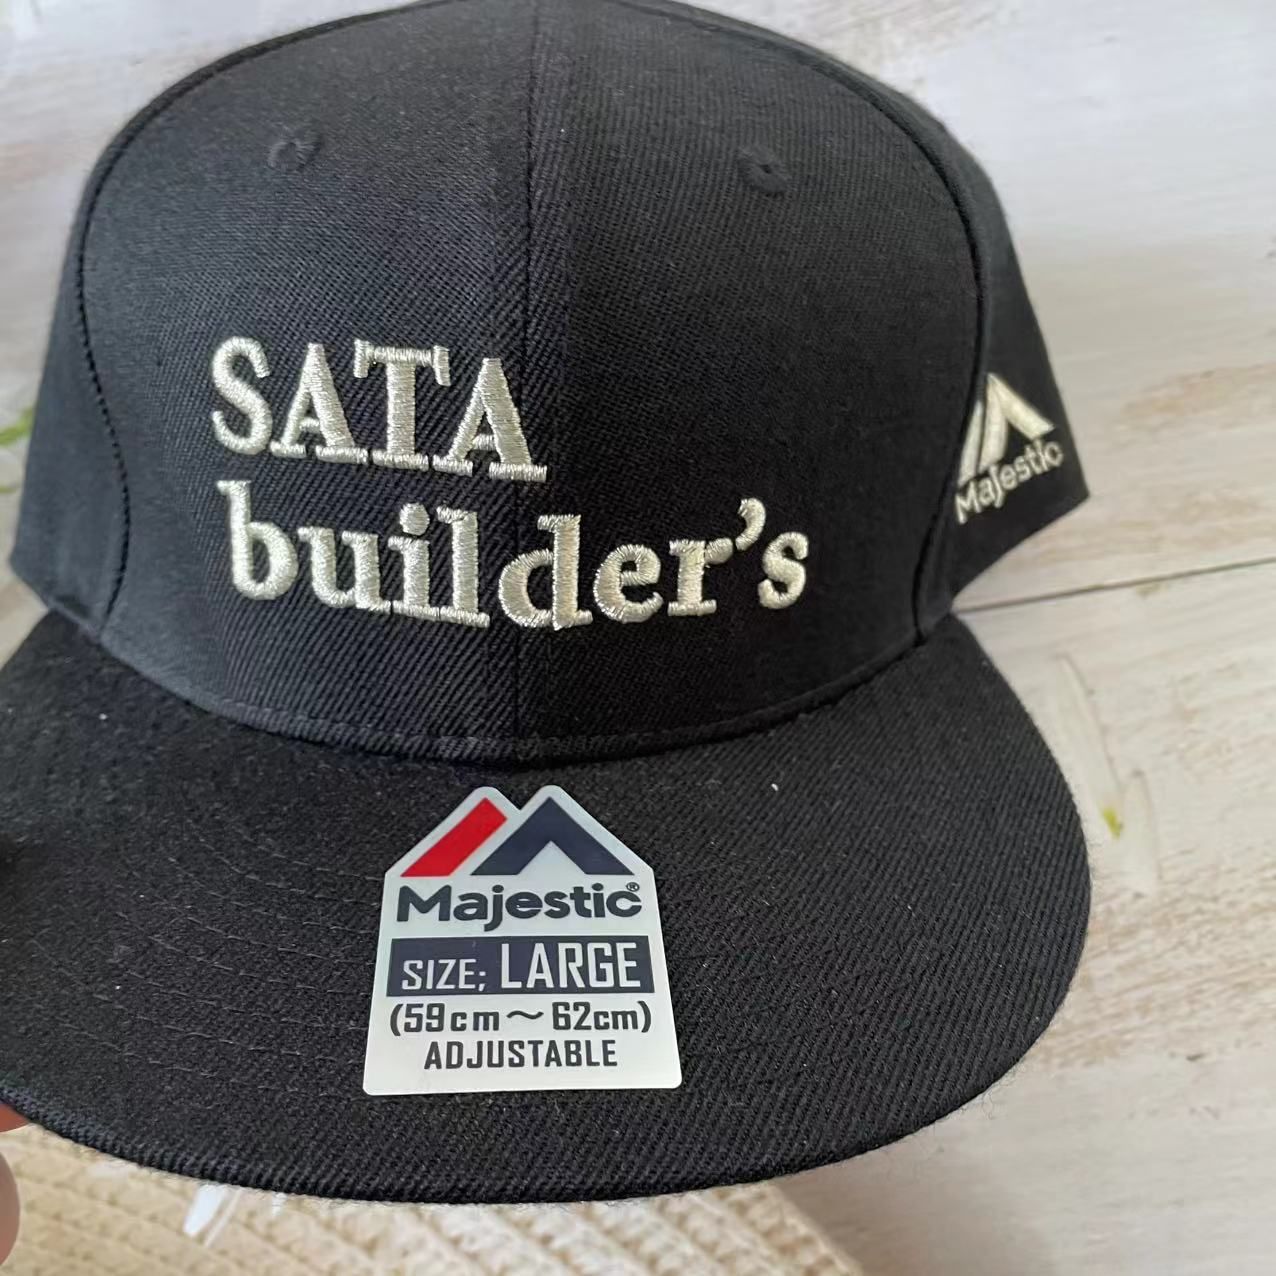 SATA
builder's
Majestic
Majestic®
SIZE; LARGE
(59cm～62cm)
ADJUSTABLE